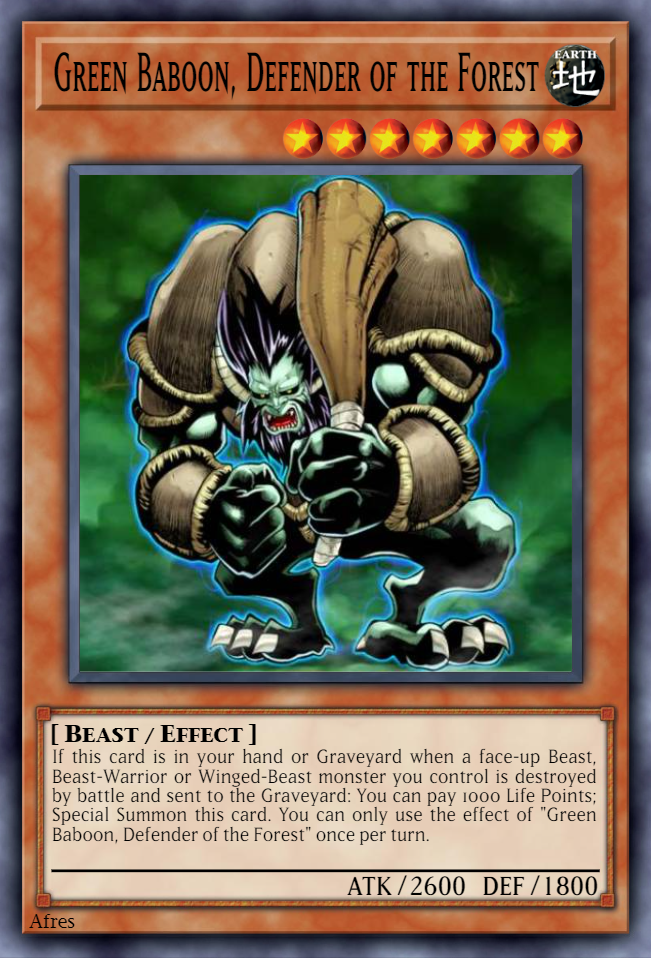 Green Baboon, Defender of the Forest
EARTH
地
[ Beast / Effect ]
If this card is in your hand or Graveyard when a face-up Beast,
Beast-Warrior or Winged-Beast monster you control is destroyed
by battle and sent to the Graveyard: You can pay 1000 Life Points;
Special Summon this card. You can only use the effect of "Green
Baboon, Defender of the Forest" once per turn.
ATK / 2600 DEF / 1800
Afres